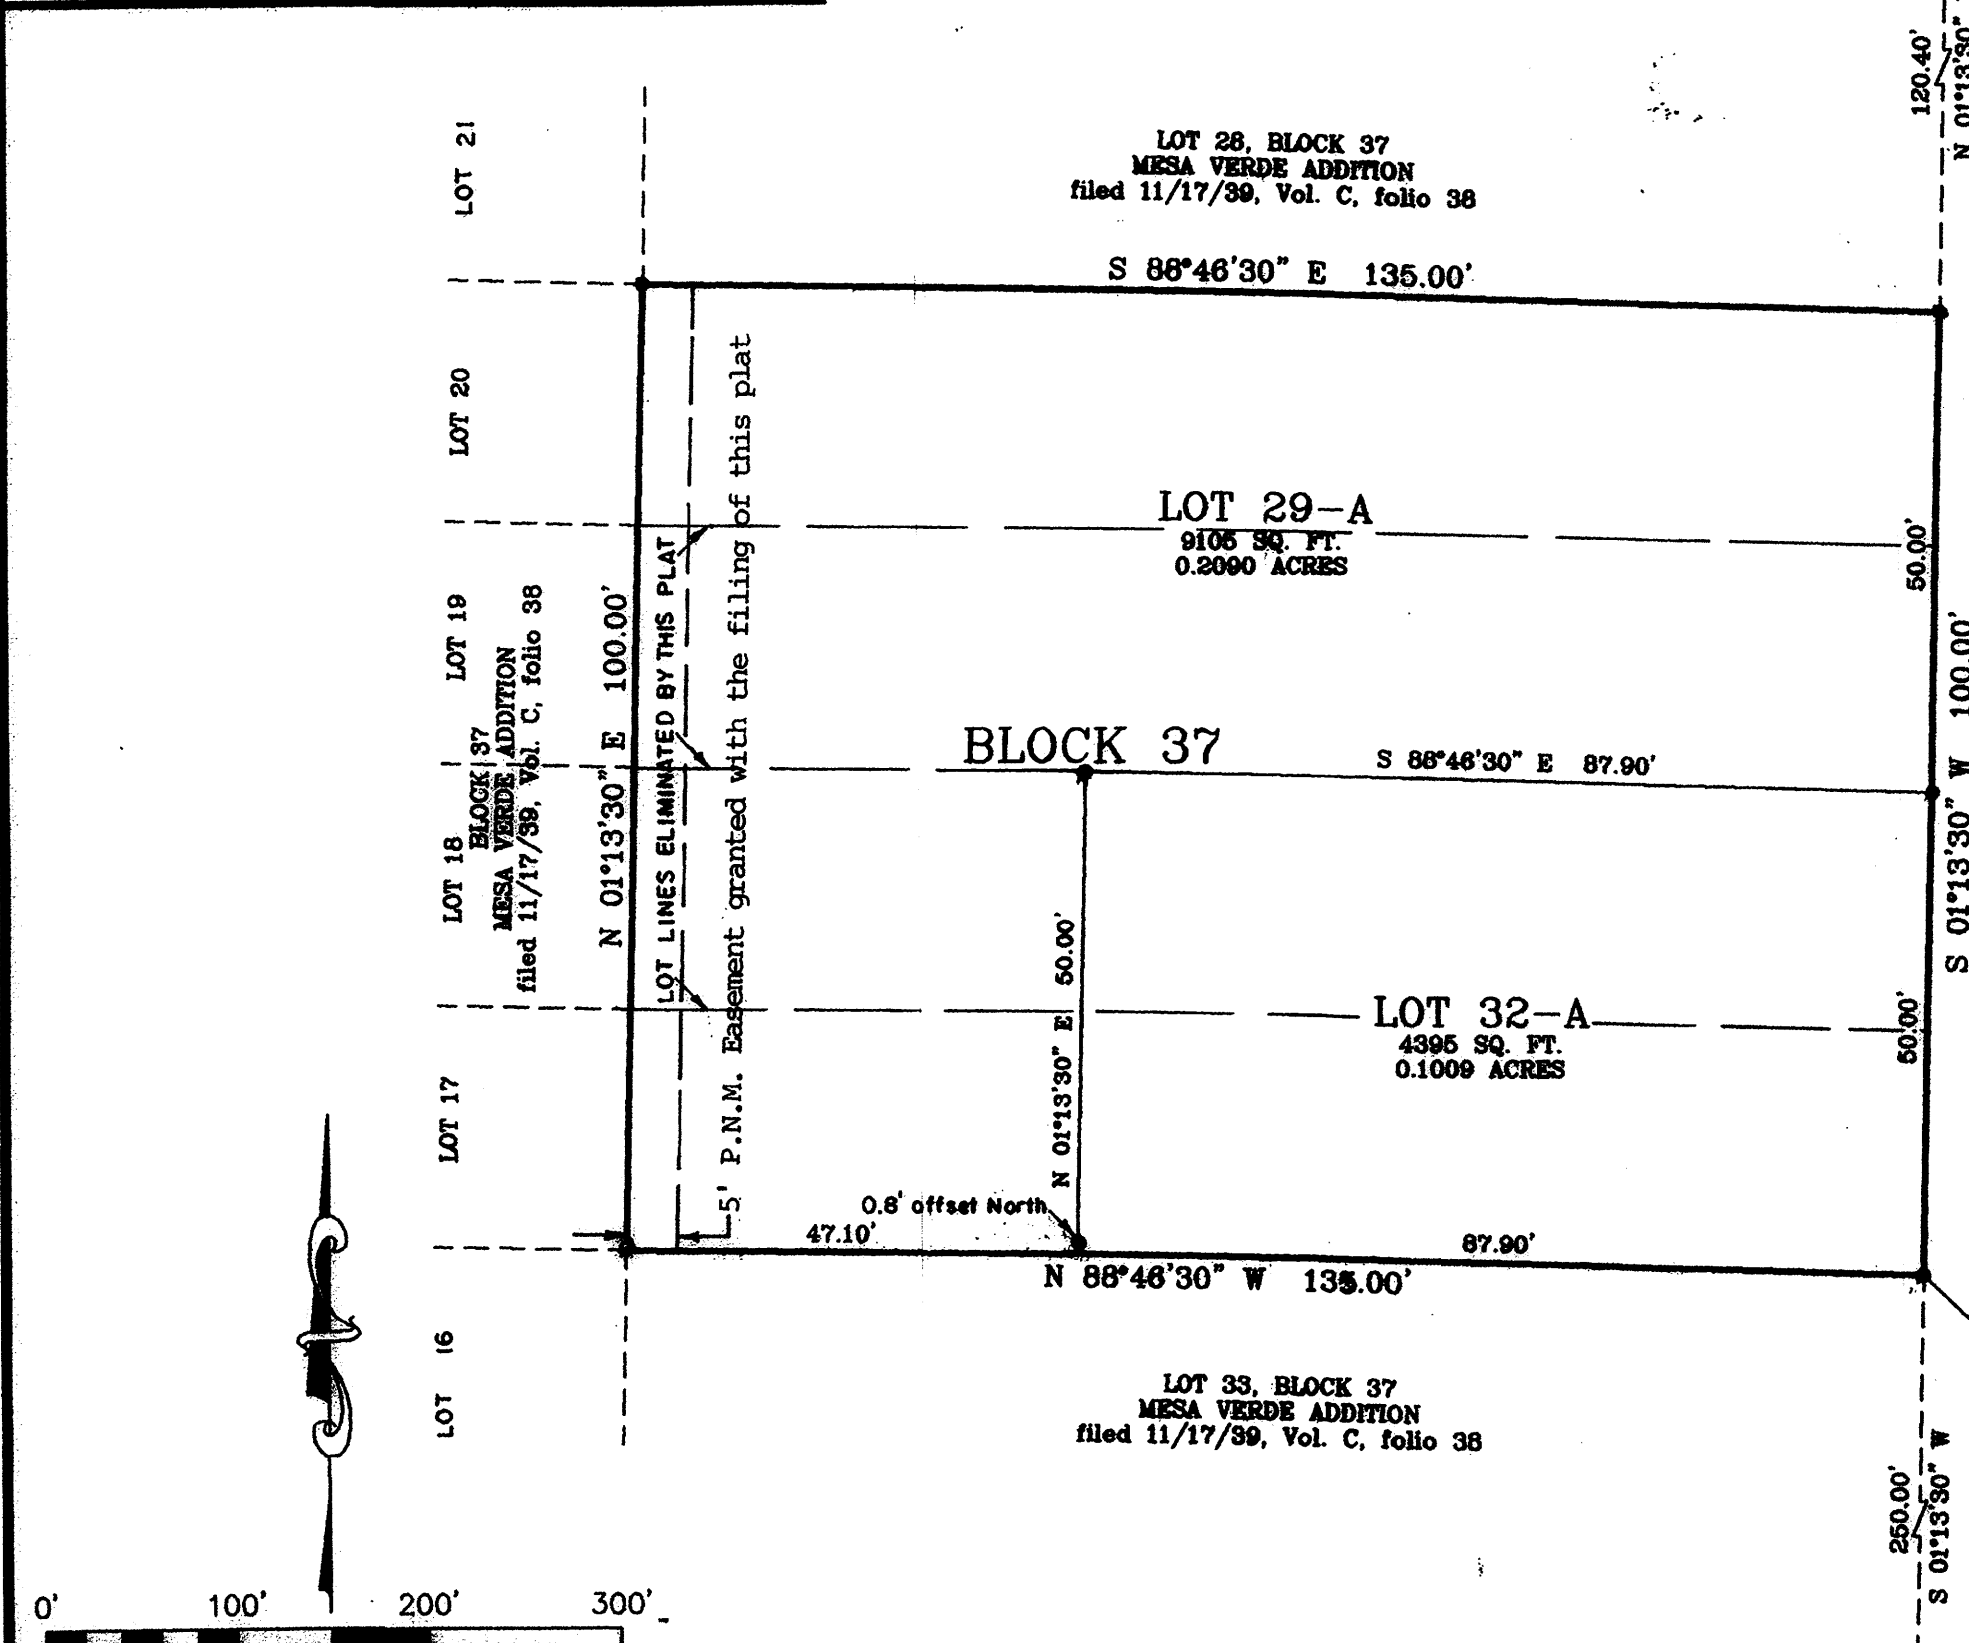 120.40'
N 01°13'30"
LOT 21
LOT 28, BLOCK 37
MESA VERDE ADDITION
filed 11/17/39, Vol. C, folio 38
S 88°46'30" E 135.00'
LOT 20
LOT 29-A
9105 SQ. FT.
0.2090 ACRES
50.00'
LOT 19
LOT 18
BLOCK 37
MESA VERDE ADDITION
filed 11/17/39, Vol. C, folio 38
N 01°13'30" E 100.00'
LOT LINES ELIMINATED BY THIS PLAT
5' P.N.M. Easement granted with the filing of this plat
BLOCK 37
S 88°46'30" E 87.90'
S 01°13'30" W 100.00'
N 01°13'30" E 50.00'
LOT 32-A
4395 SQ. FT.
0.1009 ACRES
50.00'
LOT 17
0.8' offset North
47.10'
87.90'
N 88°46'30" W 135.00'
LOT 16
LOT 33, BLOCK 37
MESA VERDE ADDITION
filed 11/17/39, Vol. C, folio 38
250.00'
S 01°13'30" W
0' 100' 200' 300'